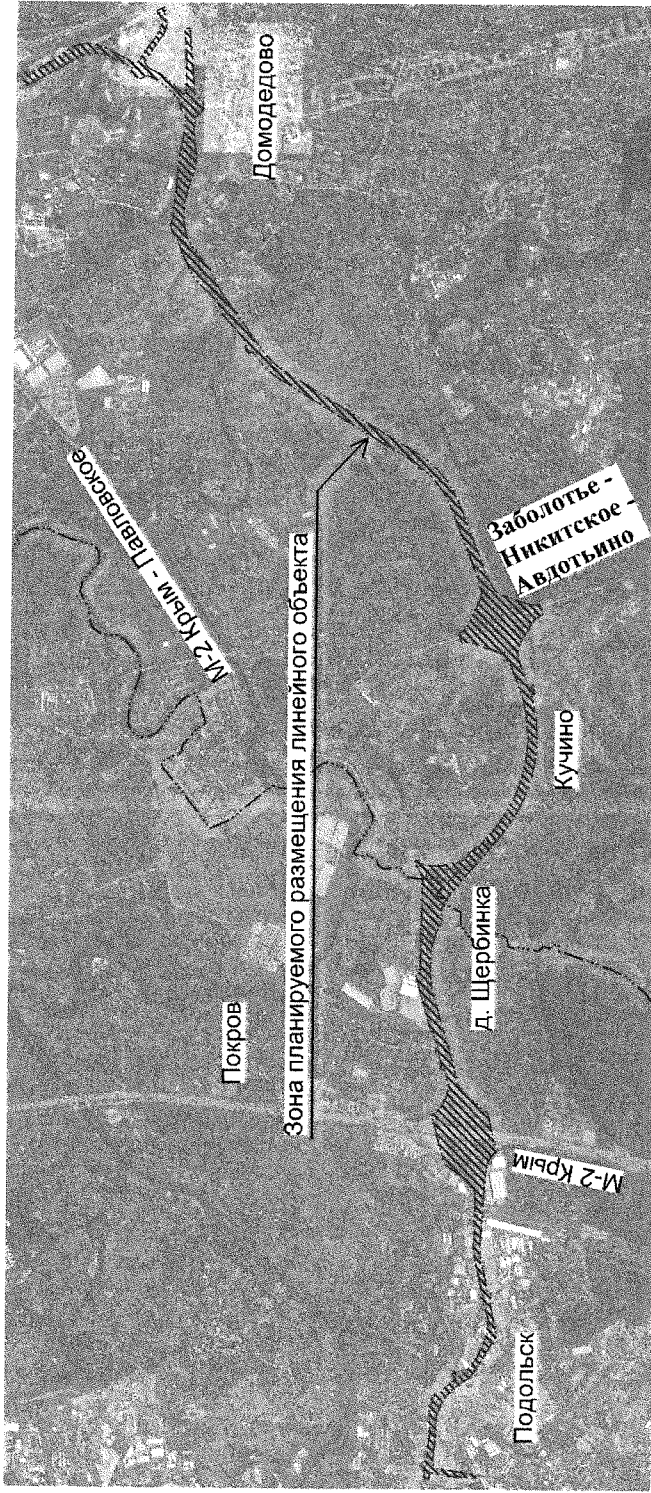 Домодедово
М-2 Крым - Павловское
Зона планируемого размещения линейного объекта
Заболотье -
Никитское -
Авдотьино
Кучино
д. Щербинка
Покров
М-2 Крым
Подольск